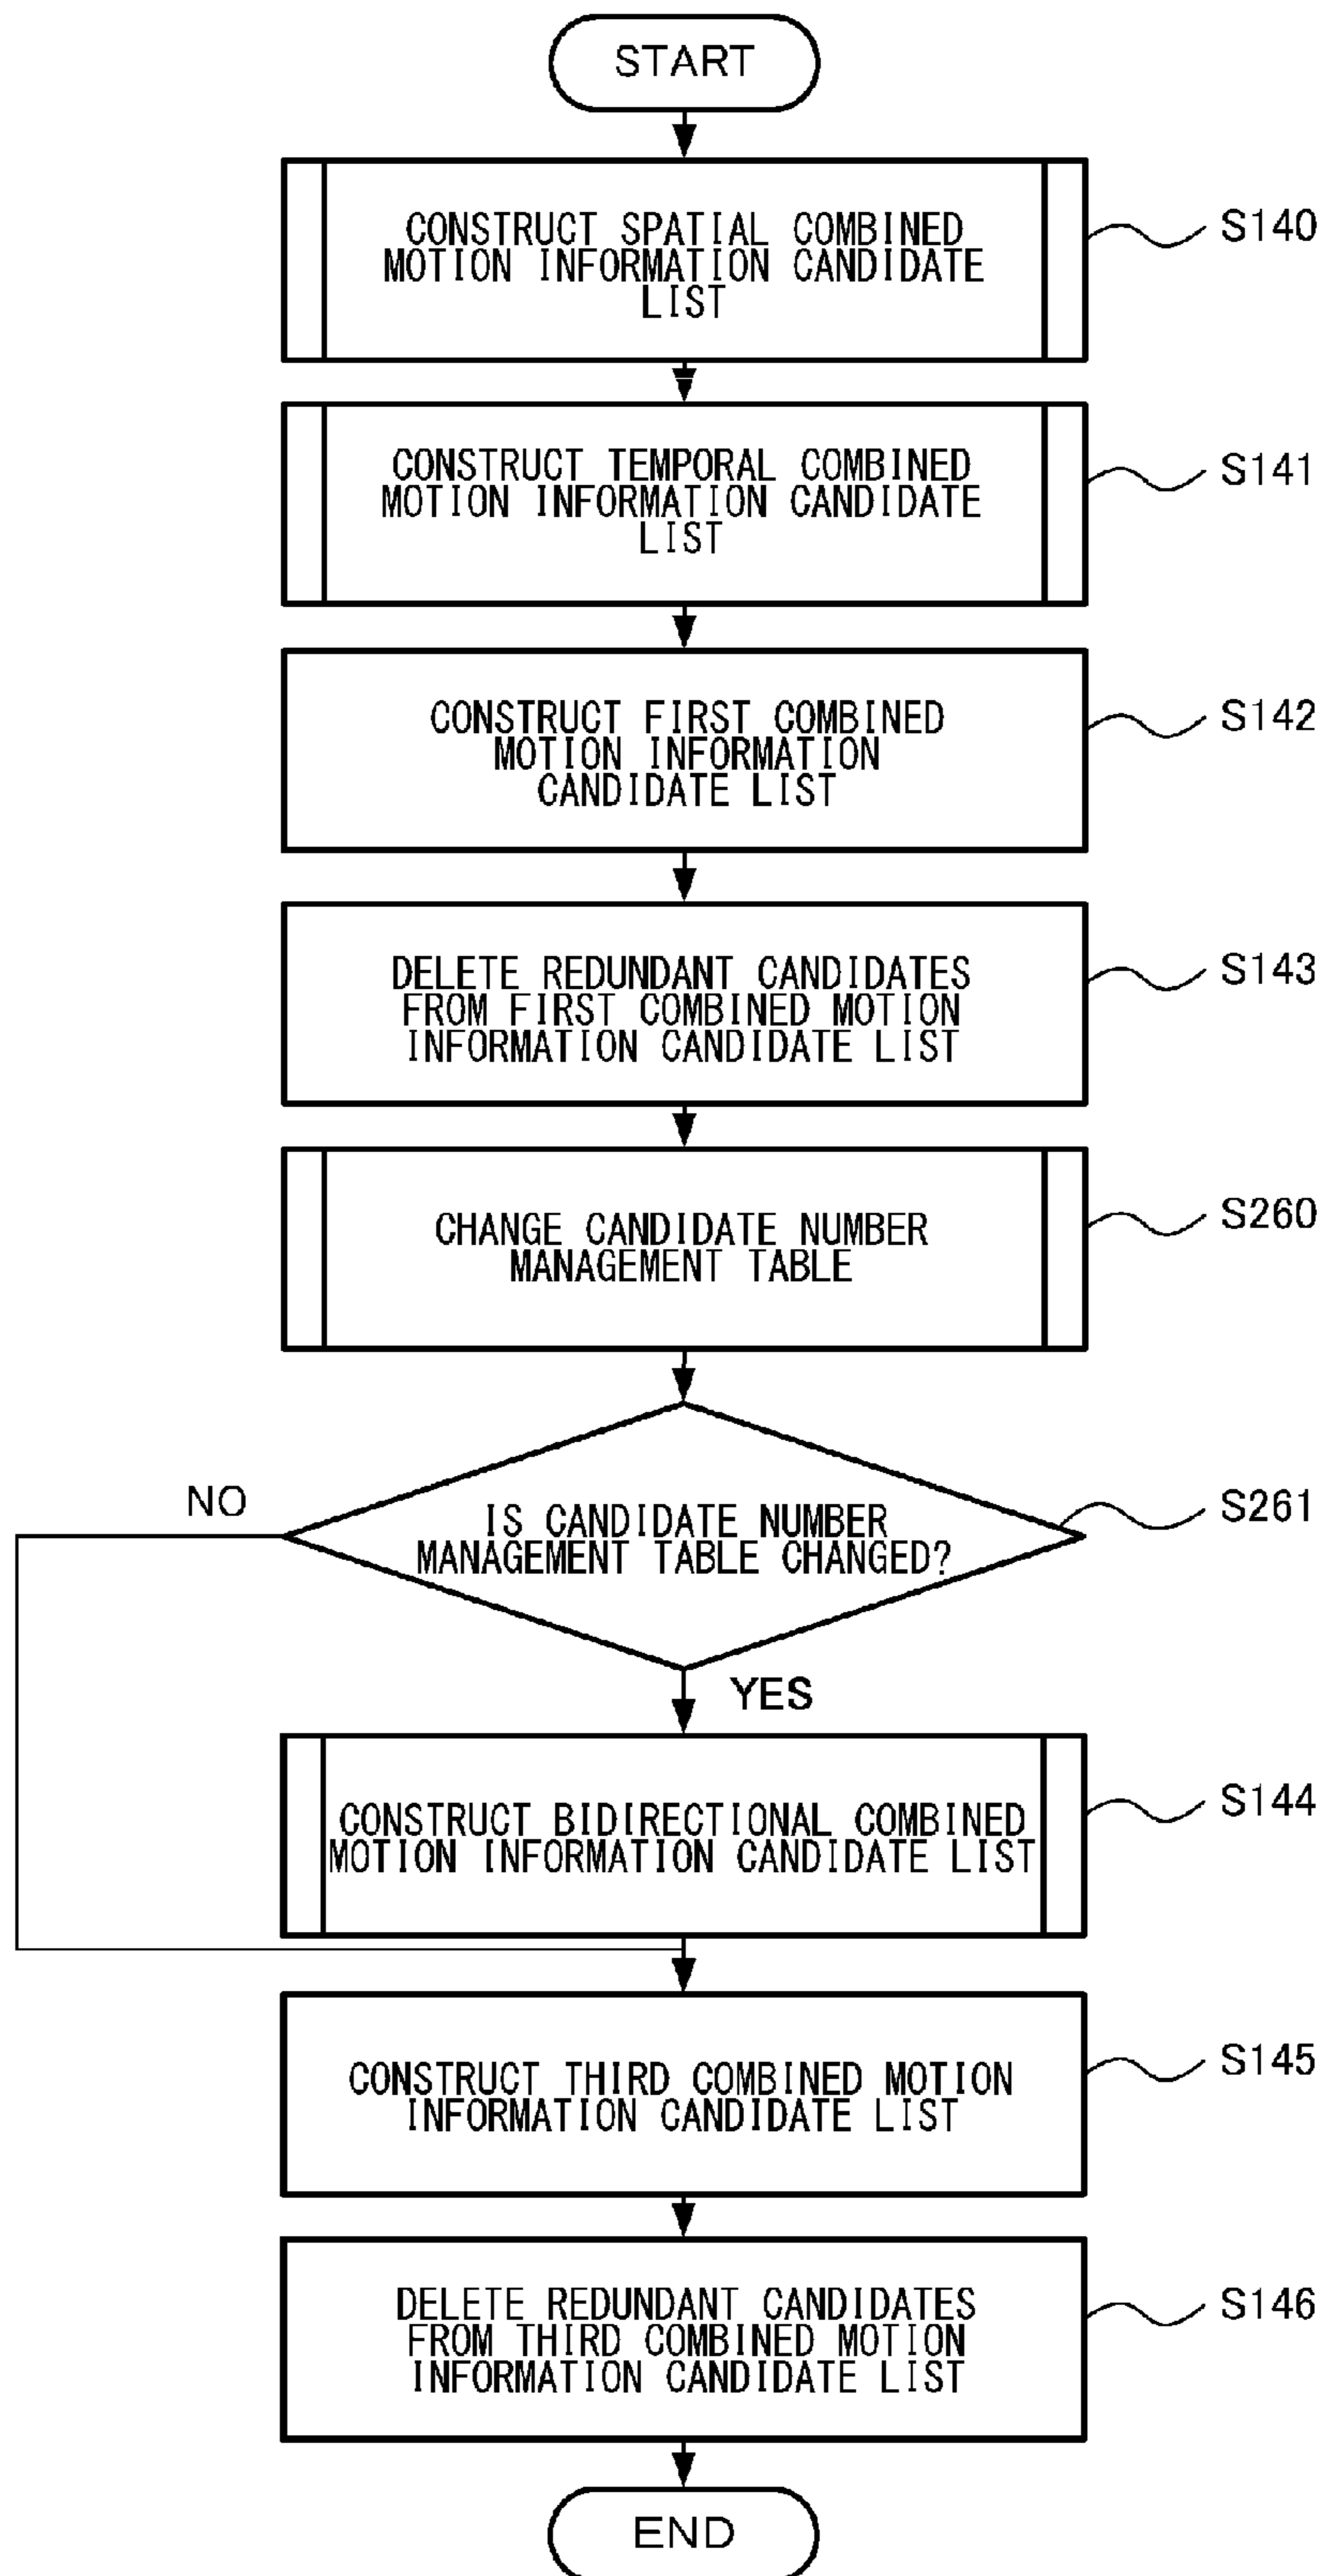 START
CONSTRUCT SPATIAL COMBINED
MOTION INFORMATION CANDIDATE
LIST
S140
CONSTRUCT TEMPORAL COMBINED
MOTION INFORMATION CANDIDATE
LIST
S141
CONSTRUCT FIRST COMBINED
MOTION INFORMATION
CANDIDATE LIST
S142
DELETE REDUNDANT CANDIDATES
FROM FIRST COMBINED MOTION
INFORMATION CANDIDATE LIST
S143
CHANGE CANDIDATE NUMBER
MANAGEMENT TABLE
S260
NO
IS CANDIDATE NUMBER
MANAGEMENT TABLE CHANGED?
S261
YES
CONSTRUCT BIDIRECTIONAL COMBINED
MOTION INFORMATION CANDIDATE LIST
S144
CONSTRUCT THIRD COMBINED MOTION
INFORMATION CANDIDATE LIST
S145
DELETE REDUNDANT CANDIDATES
FROM THIRD COMBINED MOTION
INFORMATION CANDIDATE LIST
S146
END